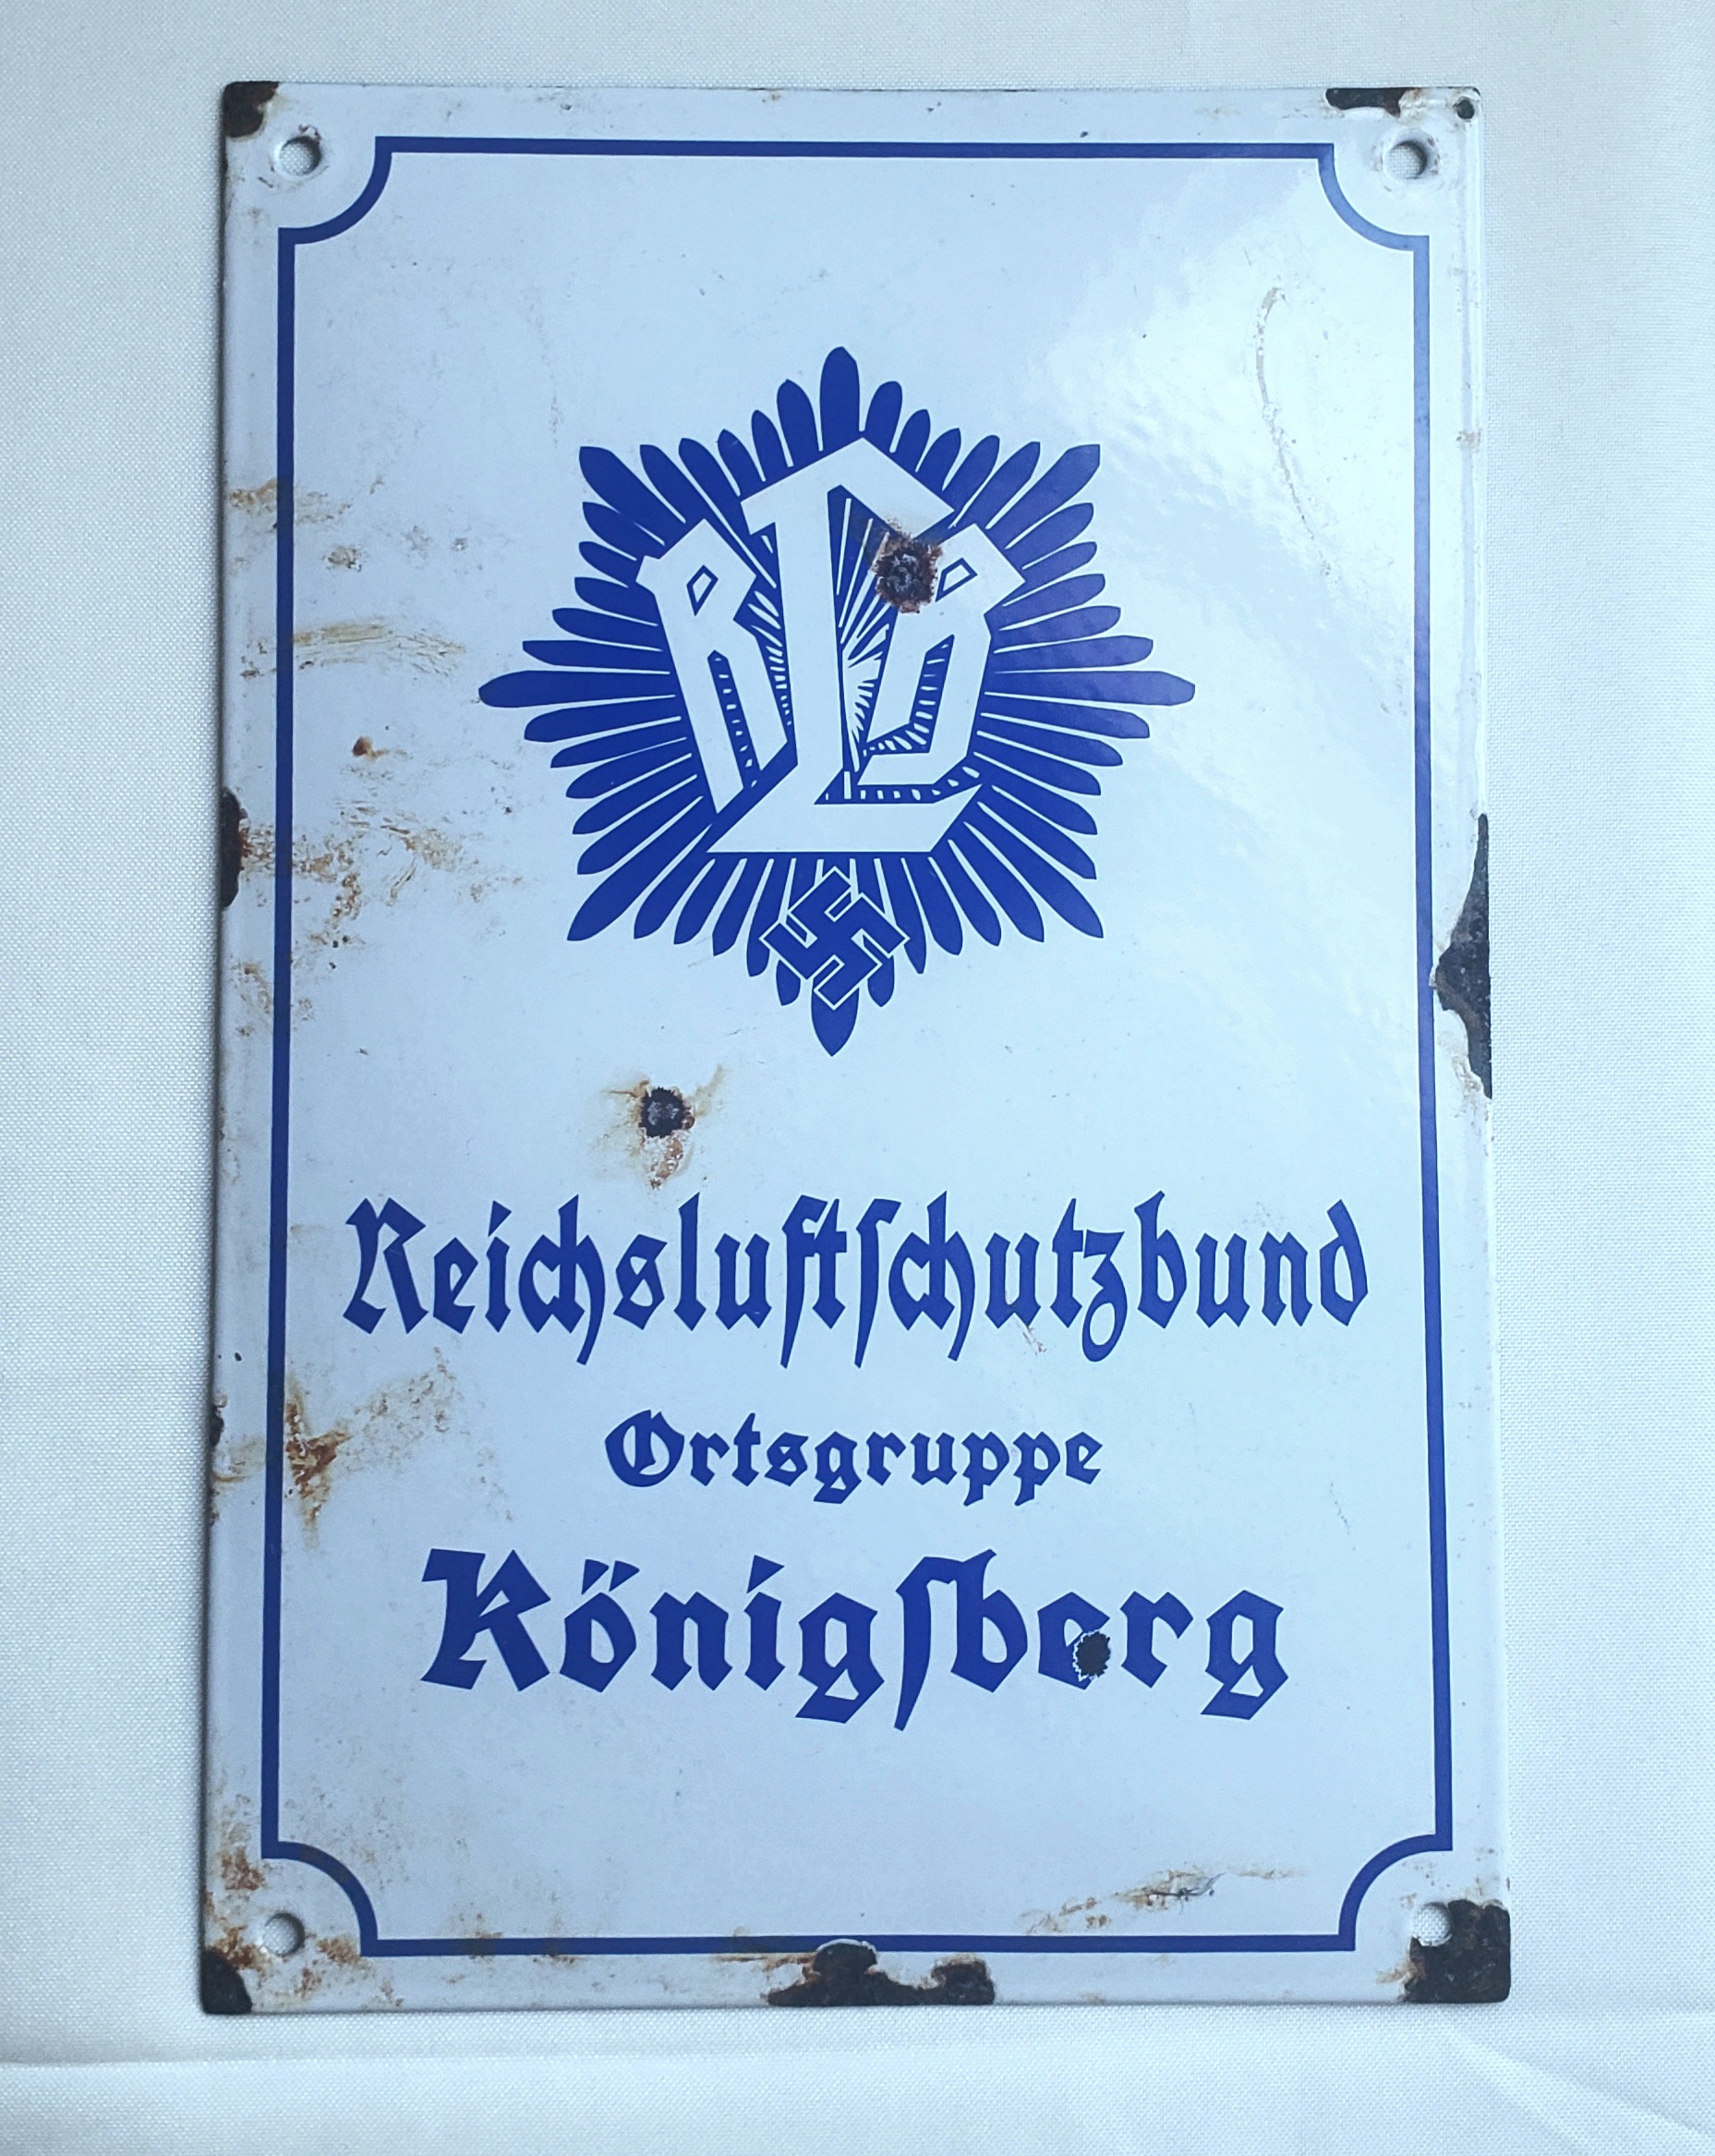 RLB
Reichsluftſchutzbund
Ortsgruppe
Königſberg